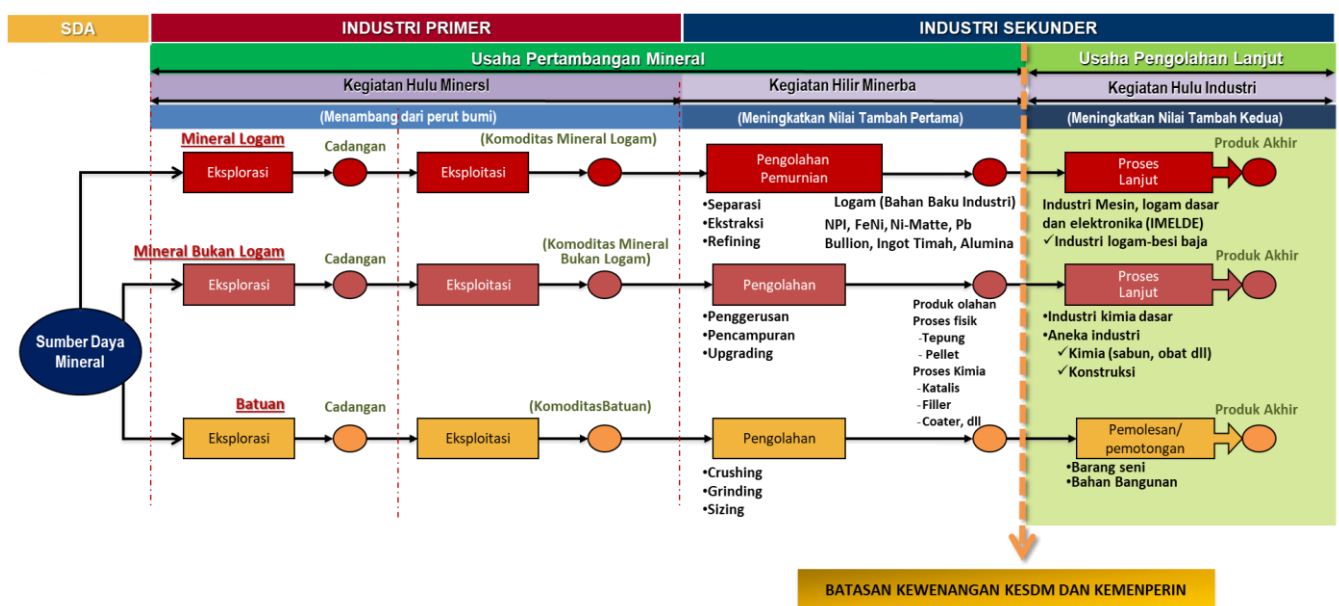 SDA
INDUSTRI PRIMER
INDUSTRI SEKUNDER
Usaha Pertambangan Mineral
Usaha Pengolahan Lanjut
Kegiatan Hulu Minersl
Kegiatan Hilir Minerba
Kegiatan Hulu Industri
(Menambang dari perut bumi)
(Meningkatkan Nilai Tambah Pertama)
(Meningkatkan Nilai Tambah Kedua)
Mineral Logam
Cadangan
(Komoditas Mineral Logam)
Produk Akhir
Eksplorasi
Eksploitasi
Pengolahan
Pemurnian
Proses
Lanjut
•Separasi
•Ekstraksi
•Refining
Logam (Bahan Baku Industri)
NPI, FeNi, Ni-Matte, Pb
Bullion, Ingot Timah, Alumina
Industri Mesin, logam dasar
dan elektronika (IMELDE)
✓Industri logam-besi baja
Mineral Bukan Logam
Cadangan
(Komoditas Mineral
Bukan Logam)
Produk Akhir
Eksplorasi
Eksploitasi
Pengolahan
Proses
Lanjut
•Penggerusan
•Pencampuran
•Upgrading
Produk olahan
Proses fisik
-Tepung
- Pellet
Proses Kimia
- Katalis
- Filler
- Coater, dll
•Industri kimia dasar
•Aneka industri
✓Kimia (sabun, obat dll)
✓Konstruksi
Sumber Daya
Mineral
Batuan
Cadangan
(KomoditasBatuan)
Produk Akhir
Eksplorasi
Eksploitasi
Pengolahan
Pemolesan/
pemotongan
•Crushing
•Grinding
•Sizing
•Barang seni
•Bahan Bangunan
BATASAN KEWENANGAN KESDM DAN KEMENPERIN